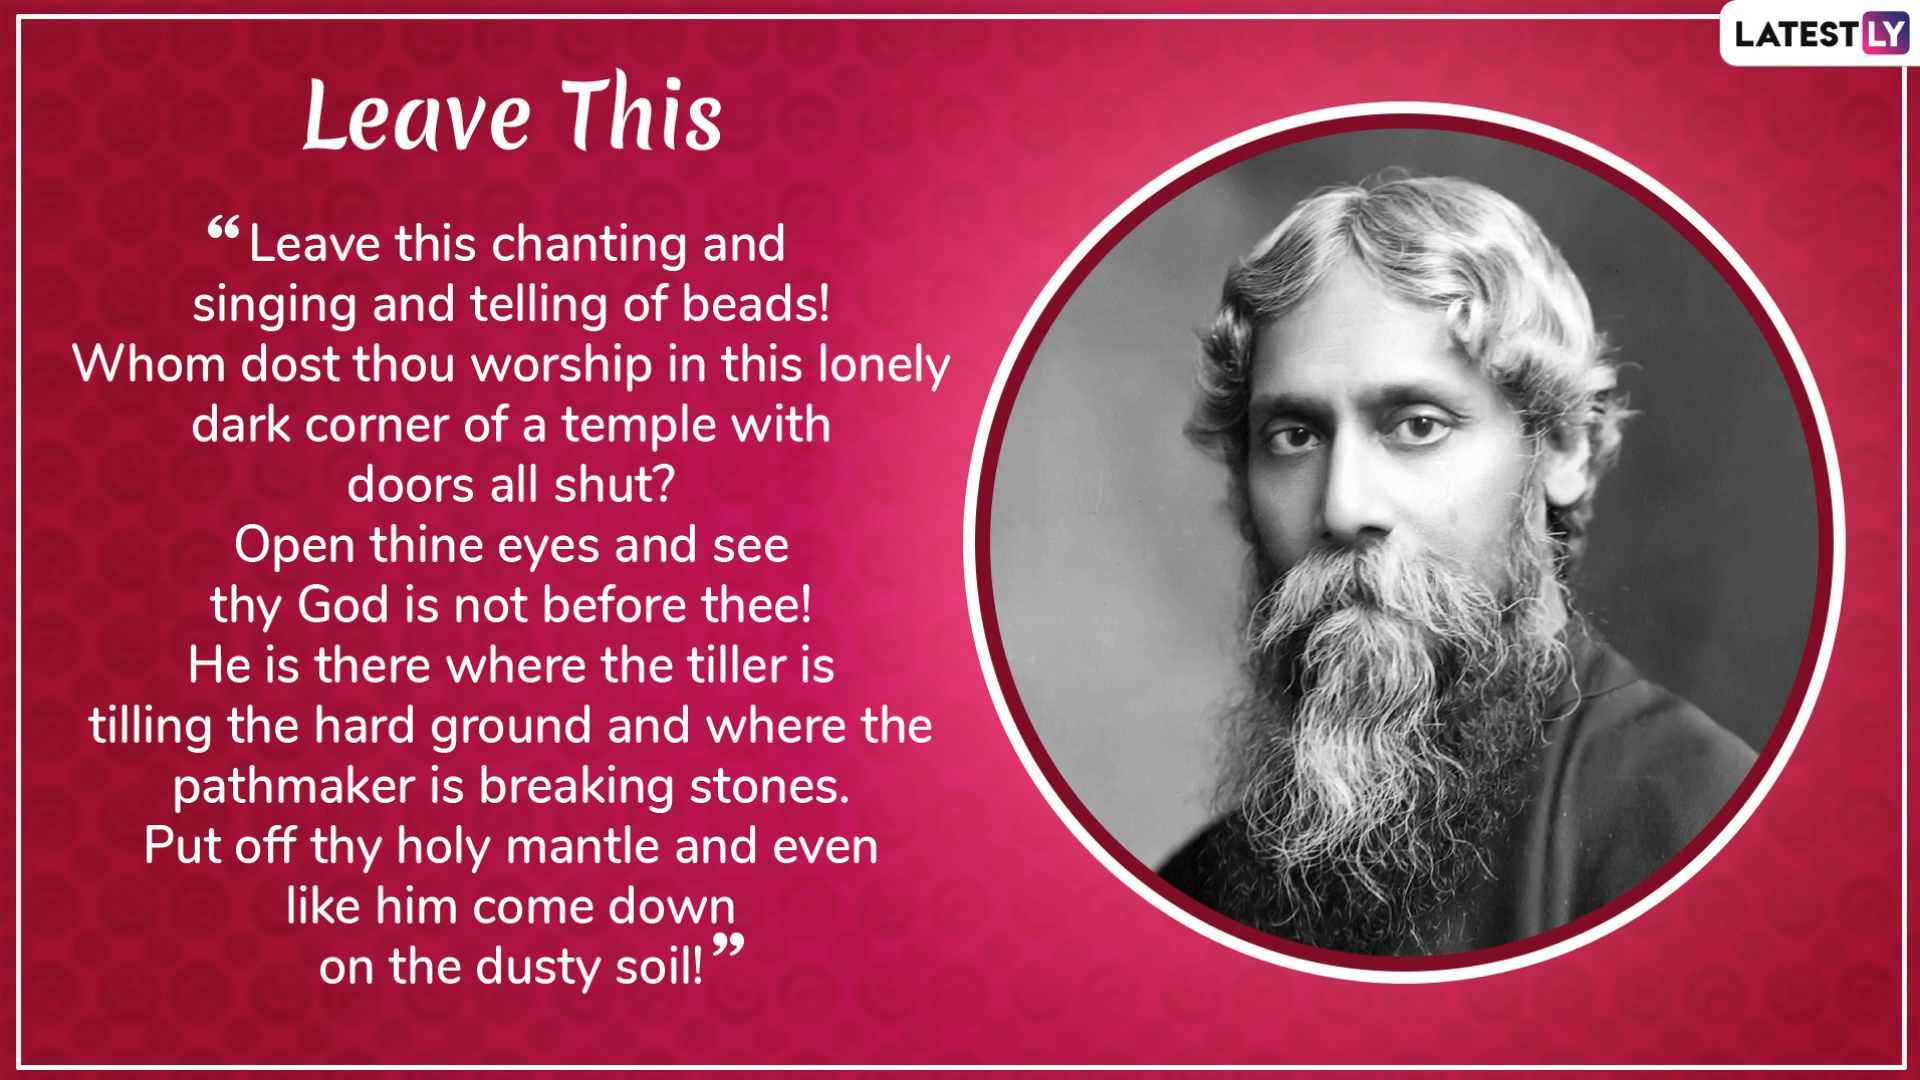 LATESTLY
Leave This
“Leave this chanting and
singing and telling of beads!
Whom dost thou worship in this lonely
dark corner of a temple with
doors all shut?
Open thine eyes and see
thy God is not before thee!
He is there where the tiller is
tilling the hard ground and where the
pathmaker is breaking stones.
Put off thy holy mantle and even
like him come down
on the dusty soil!”